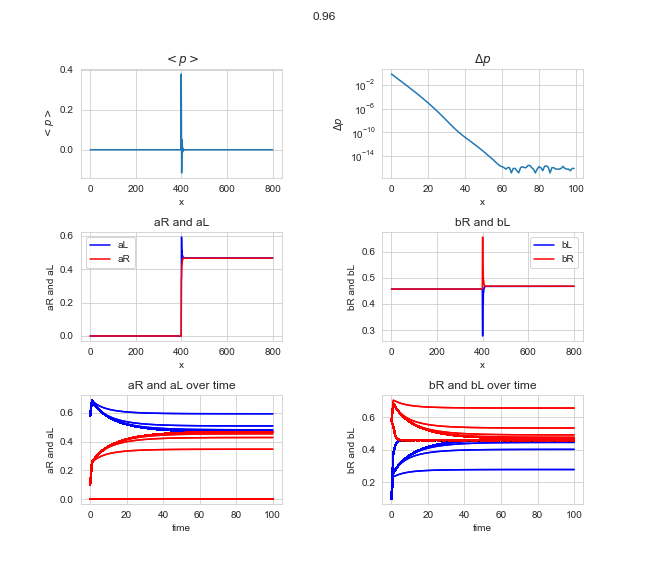 0.96
< p >
Δp
0.4
0.2
0.0
< p >
0
200
400
600
800
x
10⁻²
10⁻⁶
10⁻¹⁰
10⁻¹⁴
Δp
0
20
40
60
80
100
x
aR and aL
bR and bL
aL
aR
0.6
0.4
0.2
0.0
aR and aL
0
200
400
600
800
x
bL
bR
0.6
0.5
0.4
0.3
bR and bL
0
200
400
600
800
x
aR and aL over time
bR and bL over time
0.6
0.4
0.2
0.0
aR and aL
0
20
40
60
80
100
time
0.6
0.4
0.2
bR and bL
0
20
40
60
80
100
time